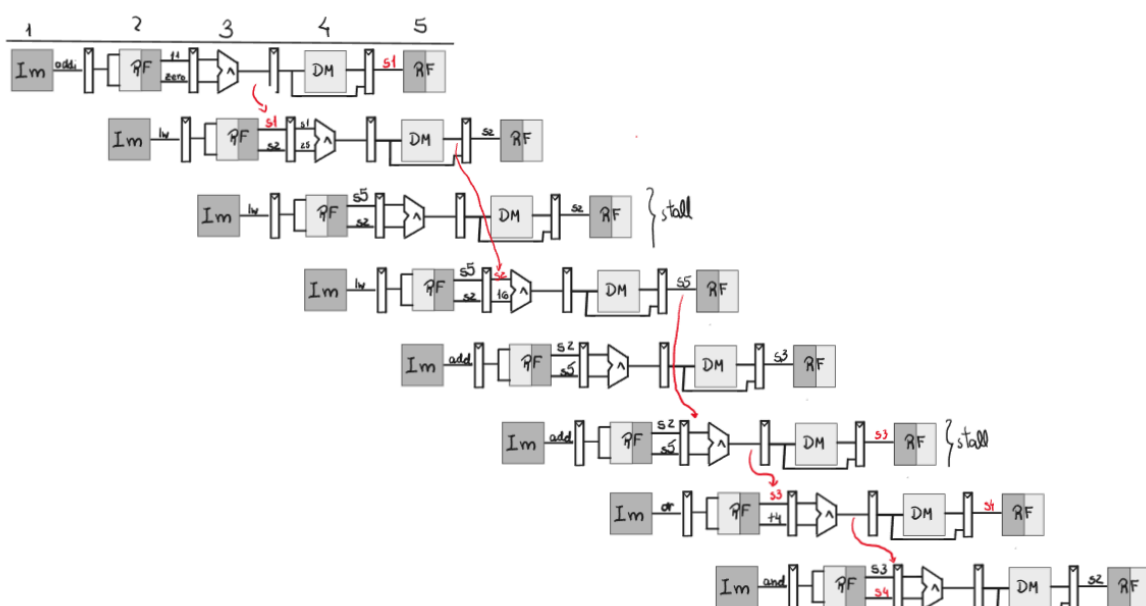 1 2 3 4 5
Im addi RF t1 zero ^ DM s1 RF
Im lw RF s1 s2 s1 25 ^ DM s2 RF
Im lw RF s5 s2 ^ DM s2 RF } stall
Im lw RF s5 s2 s2 16 ^ DM s5 RF
Im add RF s2 s5 ^ DM s3 RF
Im add RF s2 s5 ^ DM s3 RF } stall
Im or RF s3 t4 ^ DM s4 RF
Im and RF s3 s4 ^ DM s2 RF